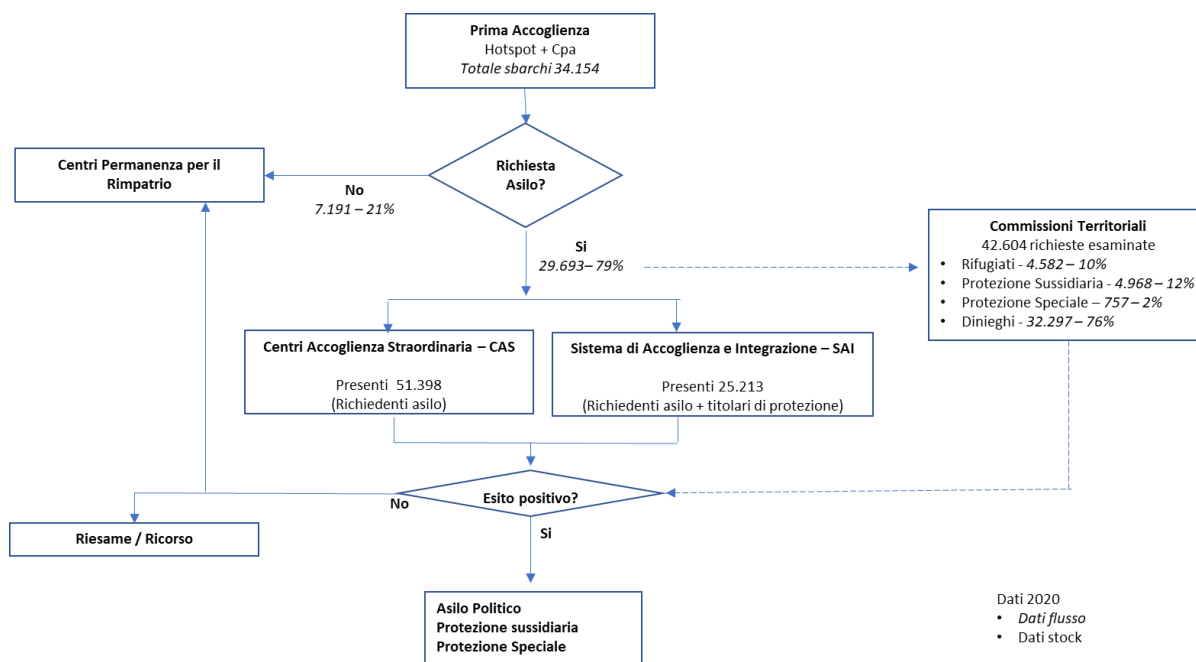 Prima Accoglienza
Hotspot + Cpa
Totale sbarchi 34.154
Richiesta
Asilo?
Centri Permanenza per il
Rimpatrio
No
7.191 – 21%
Si
29.693– 79%
Commissioni Territoriali
42.604 richieste esaminate
• Rifugiati - 4.582 – 10%
• Protezione Sussidiaria - 4.968 – 12%
• Protezione Speciale – 757 – 2%
• Dinieghi - 32.297 – 76%
Centri Accoglienza Straordinaria – CAS
Presenti 51.398
(Richiedenti asilo)
Sistema di Accoglienza e Integrazione – SAI
Presenti 25.213
(Richiedenti asilo + titolari di protezione)
Esito positivo?
No
Si
Riesame / Ricorso
Asilo Politico
Protezione sussidiaria
Protezione Speciale
Dati 2020
• Dati flusso
• Dati stock